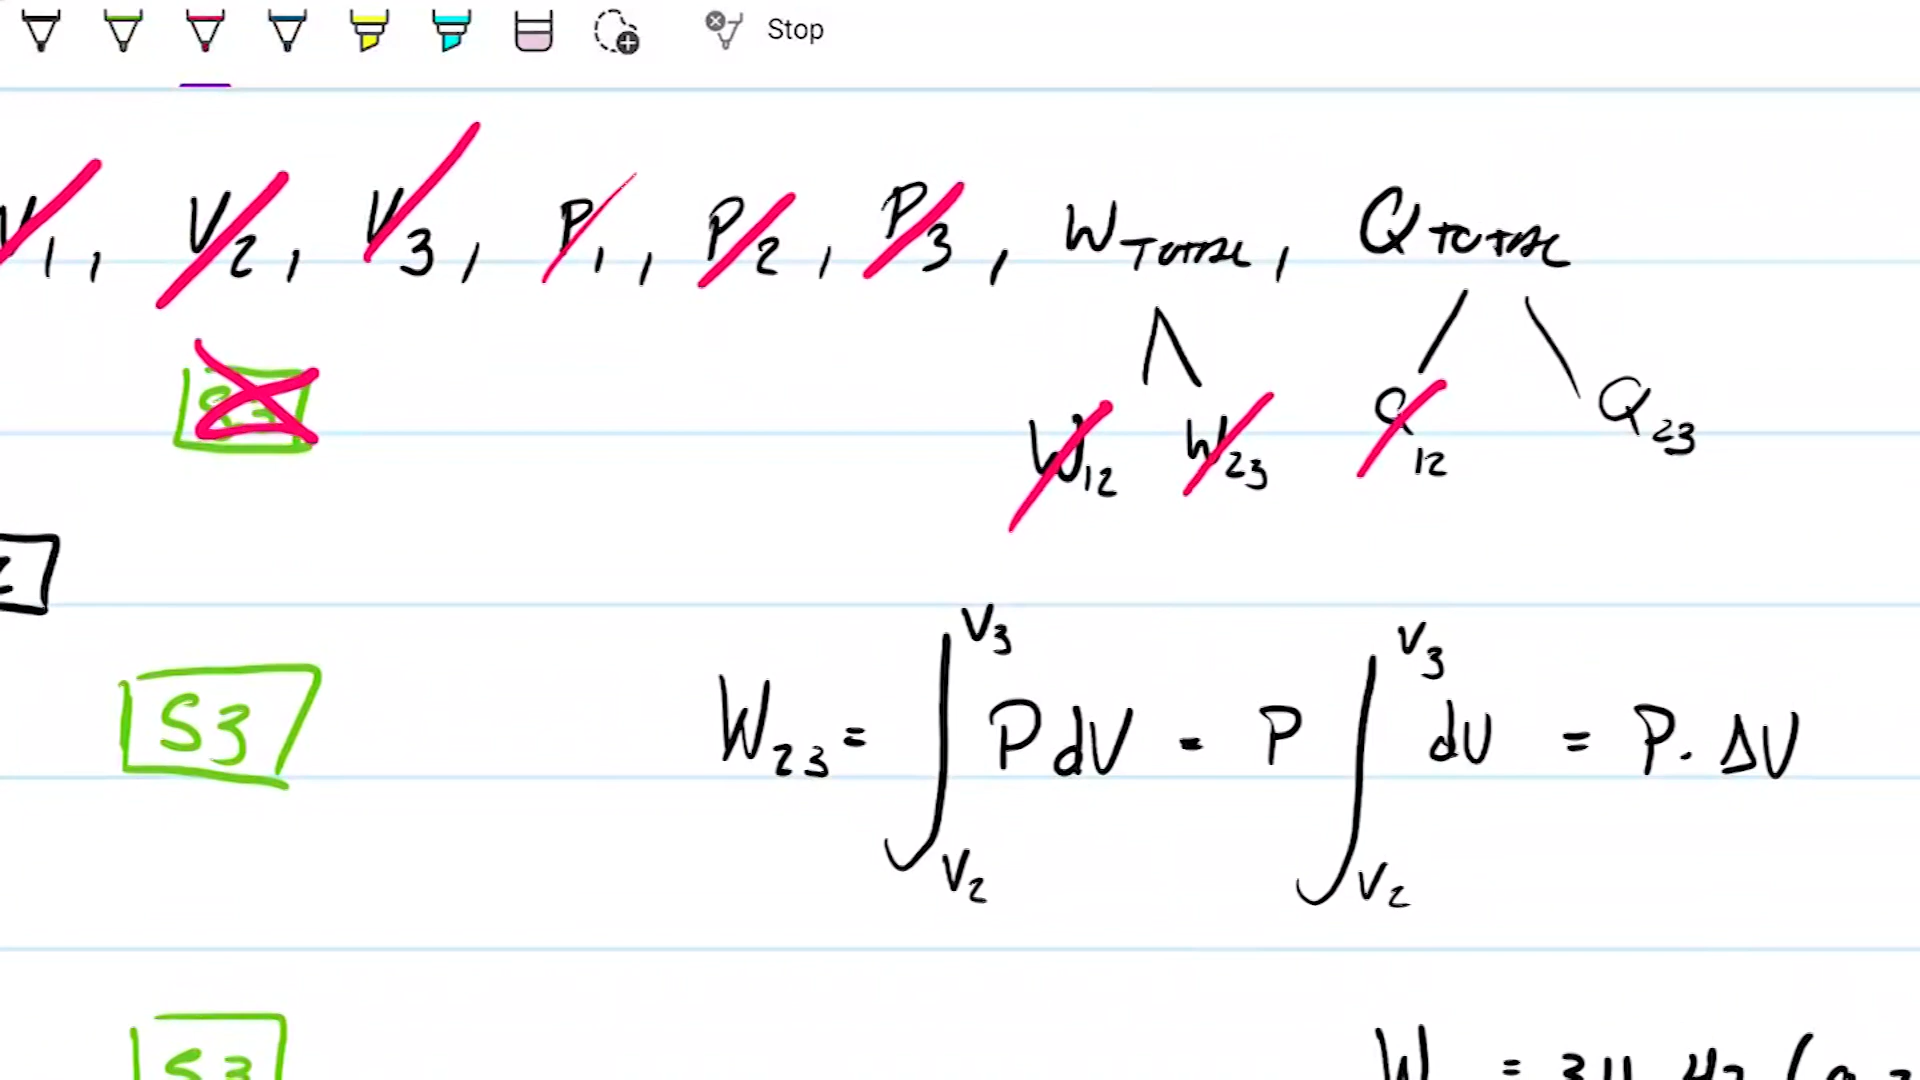 Stop
V1, V2, V3, P1, P2, P3, WTOTAL, QTOTAL
W12 W23 Q12 Q23
S3
W23 = ∫V2V3 P dV = P ∫V2V3 dV = P · ΔV
S3
W =